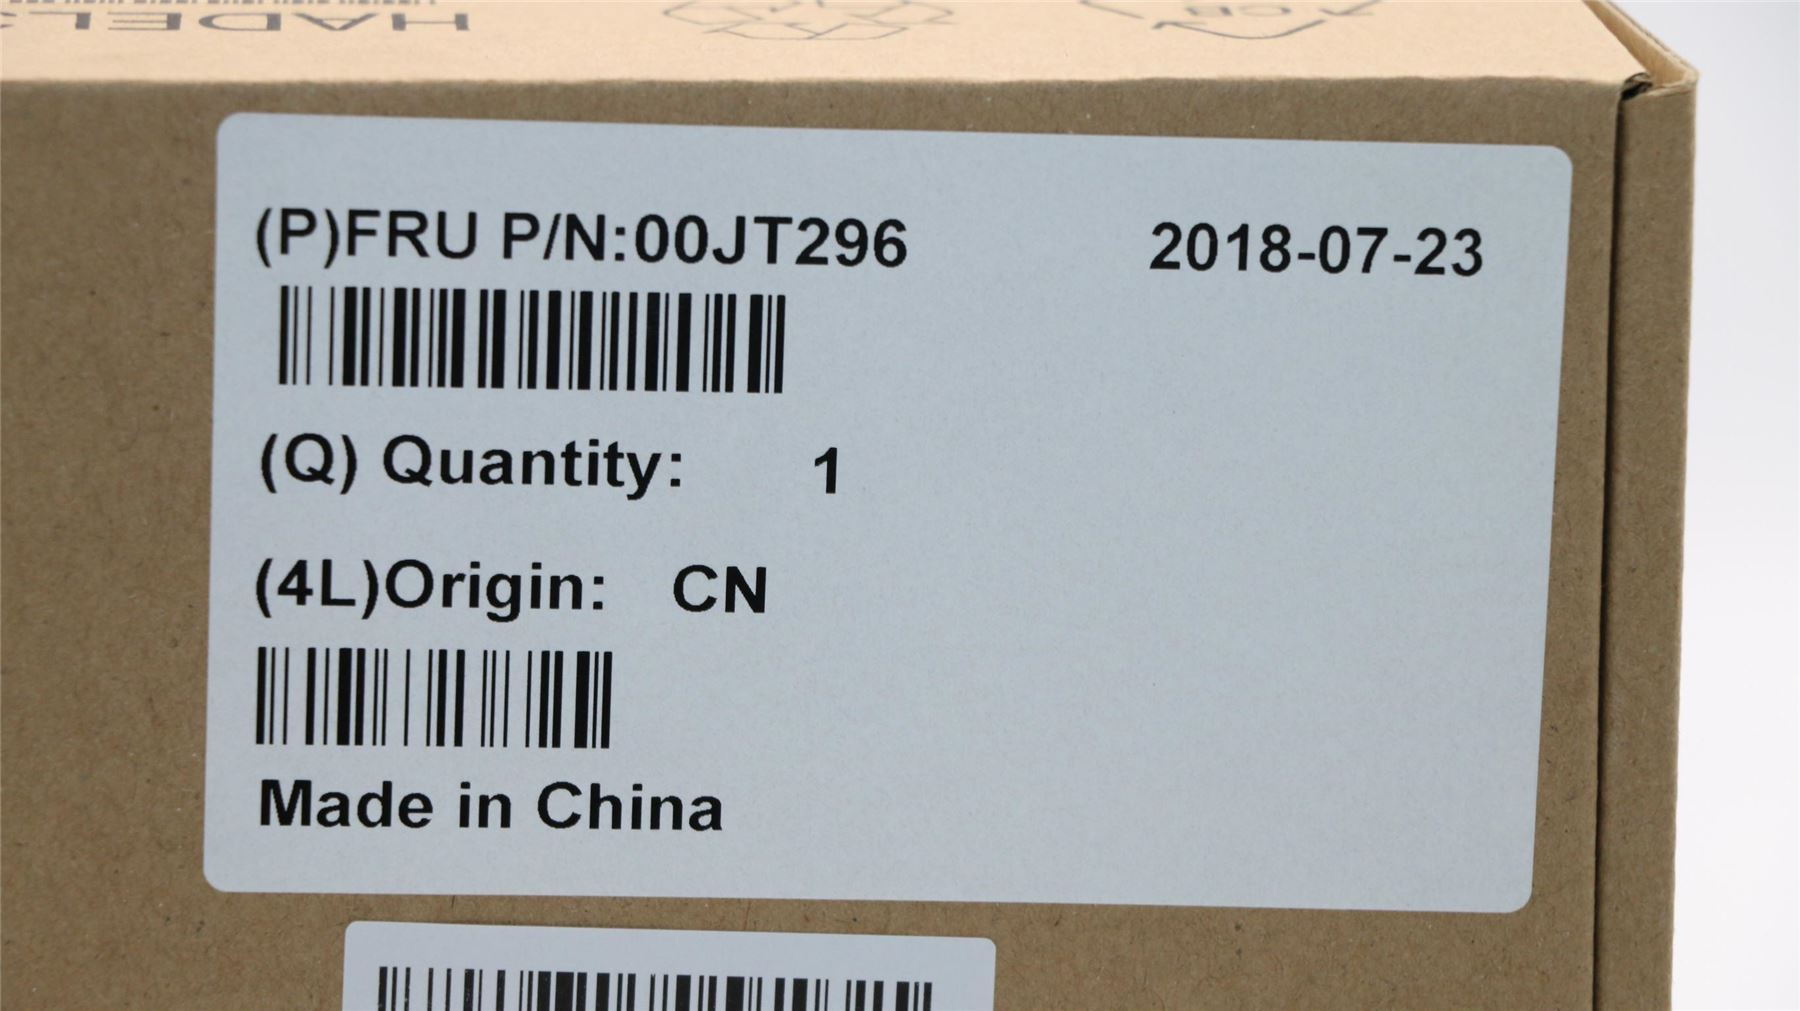 (P)FRU P/N:00JT296 2018-07-23
(Q) Quantity: 1
(4L)Origin: CN
Made in China